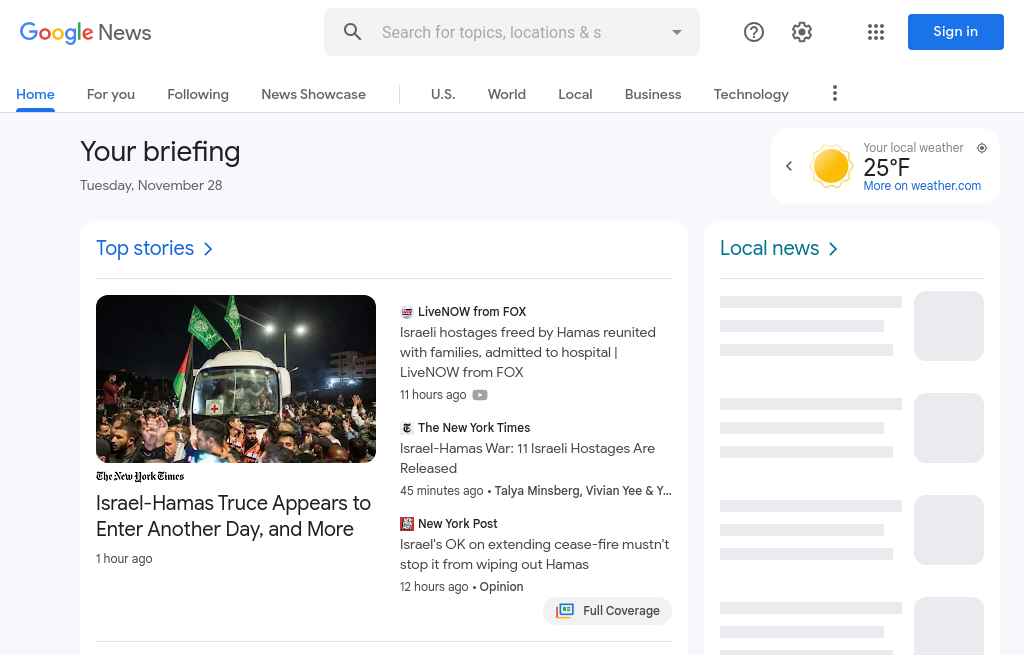 Google News
Search for topics, locations & s
Sign in
Home
For you
Following
News Showcase
U.S.
World
Local
Business
Technology
Your briefing
Tuesday, November 28
Your local weather
25°F
More on weather.com
Top stories
The New York Times
Israel-Hamas Truce Appears to
Enter Another Day, and More
1 hour ago
LiveNOW from FOX
Israeli hostages freed by Hamas reunited
with families, admitted to hospital |
LiveNOW from FOX
11 hours ago
The New York Times
Israel-Hamas War: 11 Israeli Hostages Are
Released
45 minutes ago • Talya Minsberg, Vivian Yee & Y...
New York Post
Israel's OK on extending cease-fire mustn't
stop it from wiping out Hamas
12 hours ago • Opinion
Full Coverage
Local news